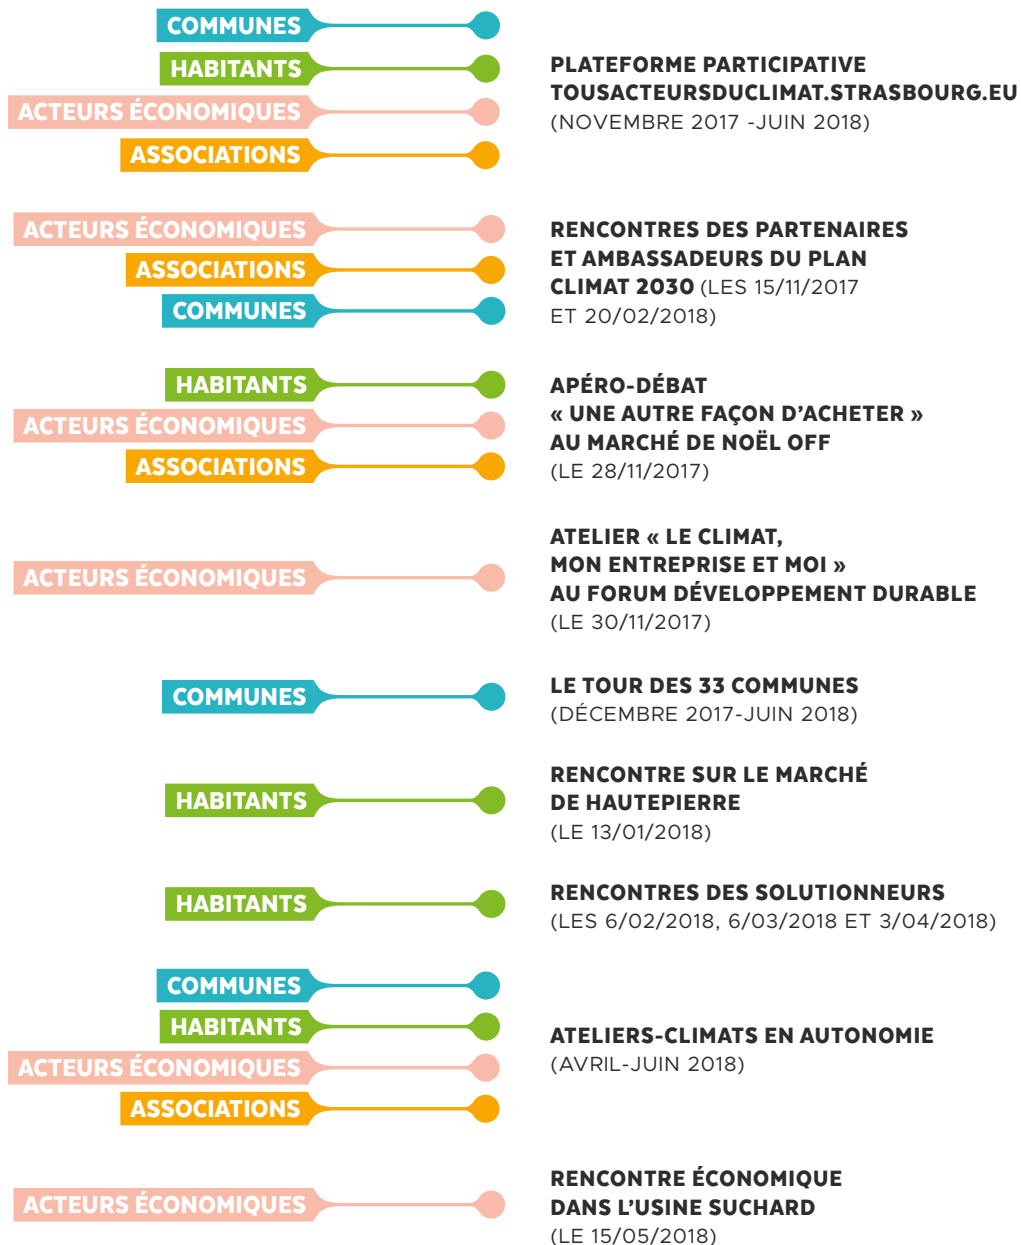 COMMUNES
HABITANTS
ACTEURS ÉCONOMIQUES
ASSOCIATIONS
PLATEFORME PARTICIPATIVE
TOUSACTEURSDUCLIMAT.STRASBOURG.EU
(NOVEMBRE 2017 -JUIN 2018)
ACTEURS ÉCONOMIQUES
ASSOCIATIONS
COMMUNES
RENCONTRES DES PARTENAIRES
ET AMBASSADEURS DU PLAN
CLIMAT 2030 (LES 15/11/2017
ET 20/02/2018)
HABITANTS
ACTEURS ÉCONOMIQUES
ASSOCIATIONS
APÉRO-DÉBAT
« UNE AUTRE FAÇON D’ACHETER »
AU MARCHÉ DE NOËL OFF
(LE 28/11/2017)
ACTEURS ÉCONOMIQUES
ATELIER « LE CLIMAT,
MON ENTREPRISE ET MOI »
AU FORUM DÉVELOPPEMENT DURABLE
(LE 30/11/2017)
COMMUNES
LE TOUR DES 33 COMMUNES
(DÉCEMBRE 2017-JUIN 2018)
HABITANTS
RENCONTRE SUR LE MARCHÉ
DE HAUTEPIERRE
(LE 13/01/2018)
HABITANTS
RENCONTRES DES SOLUTIONNEURS
(LES 6/02/2018, 6/03/2018 ET 3/04/2018)
COMMUNES
HABITANTS
ACTEURS ÉCONOMIQUES
ASSOCIATIONS
ATELIERS-CLIMATS EN AUTONOMIE
(AVRIL-JUIN 2018)
ACTEURS ÉCONOMIQUES
RENCONTRE ÉCONOMIQUE
DANS L’USINE SUCHARD
(LE 15/05/2018)